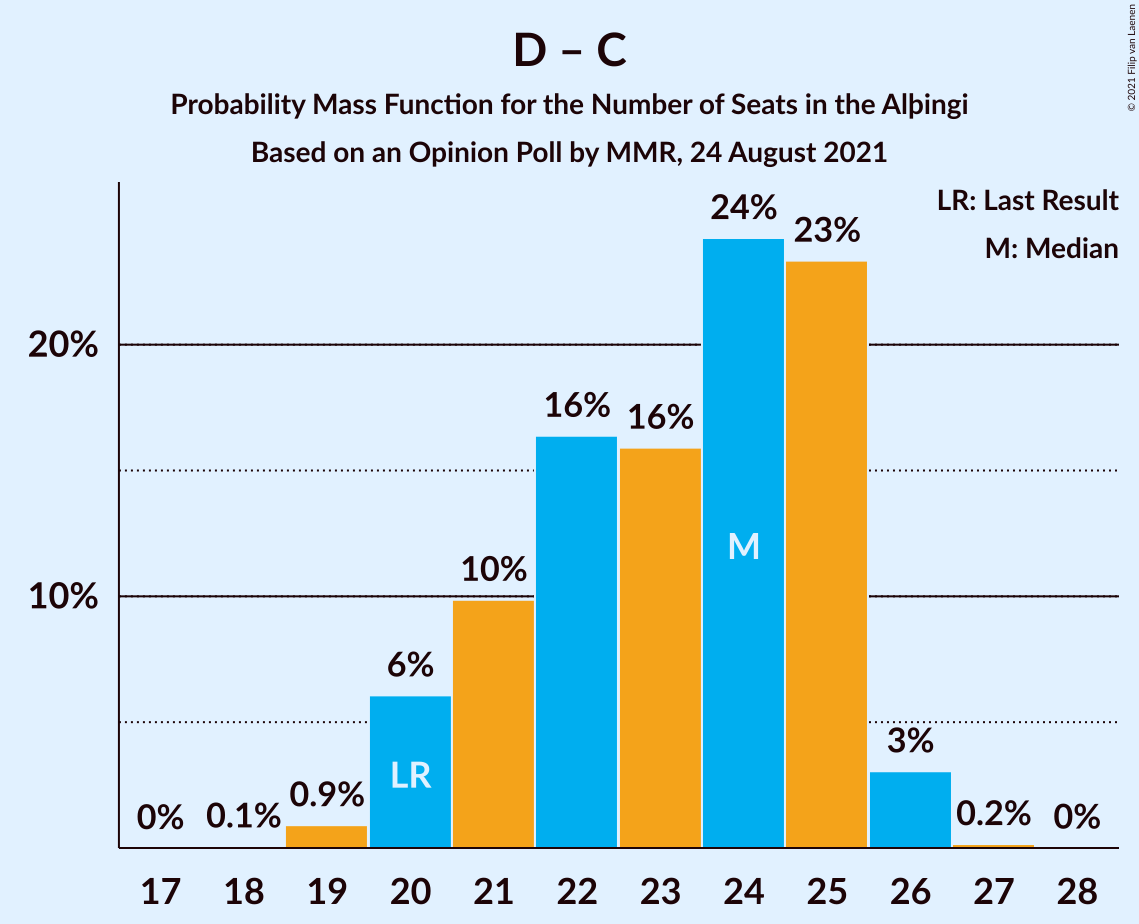 D – C
Probability Mass Function for the Number of Seats in the Alþingi
Based on an Opinion Poll by MMR, 24 August 2021
© 2021 Filip van Laenen
LR: Last Result
M: Median
20%
10%
0%
0.1%
0.9%
6%
10%
16%
16%
24%
23%
3%
0.2%
0%
LR
M
17 18 19 20 21 22 23 24 25 26 27 28